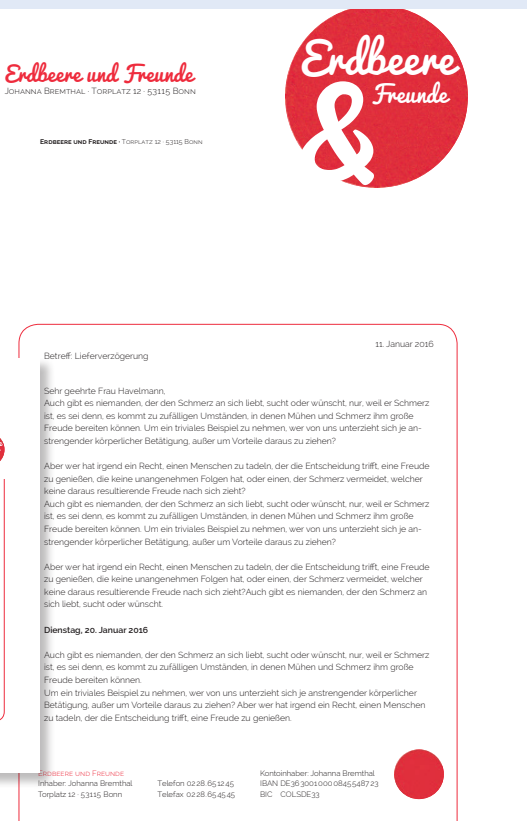 Erdbeere und Freunde
Johanna Bremthal · Torplatz 12 · 53115 Bonn
Erdbeere
Freunde
&
Erdbeere und Freunde · Torplatz 12 · 53115 Bonn
11. Januar 2016
Betreff: Lieferverzögerung
Sehr geehrte Frau Havelmann,
Auch gibt es niemanden, der den Schmerz an sich liebt, sucht oder wünscht, nur, weil er Schmerz
ist, es sei denn, es kommt zu zufälligen Umständen, in denen Mühen und Schmerz ihm große
Freude bereiten können. Um ein triviales Beispiel zu nehmen, wer von uns unterzieht sich je an-
strengender körperlicher Betätigung, außer um Vorteile daraus zu ziehen?
Aber wer hat irgend ein Recht, einen Menschen zu tadeln, der die Entscheidung trifft, eine Freude
zu genießen, die keine unangenehmen Folgen hat, oder einen, der Schmerz vermeidet, welcher
keine daraus resultierende Freude nach sich zieht?
Auch gibt es niemanden, der den Schmerz an sich liebt, sucht oder wünscht, nur, weil er Schmerz
ist, es sei denn, es kommt zu zufälligen Umständen, in denen Mühen und Schmerz ihm große
Freude bereiten können. Um ein triviales Beispiel zu nehmen, wer von uns unterzieht sich je an-
strengender körperlicher Betätigung, außer um Vorteile daraus zu ziehen?
Aber wer hat irgend ein Recht, einen Menschen zu tadeln, der die Entscheidung trifft, eine Freude
zu genießen, die keine unangenehmen Folgen hat, oder einen, der Schmerz vermeidet, welcher
keine daraus resultierende Freude nach sich zieht?Auch gibt es niemanden, der den Schmerz an
sich liebt, sucht oder wünscht.
Dienstag, 20. Januar 2016
Auch gibt es niemanden, der den Schmerz an sich liebt, sucht oder wünscht, nur, weil er Schmerz
ist, es sei denn, es kommt zu zufälligen Umständen, in denen Mühen und Schmerz ihm große
Freude bereiten können.
Um ein triviales Beispiel zu nehmen, wer von uns unterzieht sich je anstrengender körperlicher
Betätigung, außer um Vorteile daraus zu ziehen? Aber wer hat irgend ein Recht, einen Menschen
zu tadeln, der die Entscheidung trifft, eine Freude zu genießen.
Erdbeere und Freunde
Inhaber: Johanna Bremthal
Torplatz 12 · 53115 Bonn
Telefon 0228.651245
Telefax 0228.654545
Kontoinhaber: Johanna Bremthal
IBAN DE3630010000845548723
BIC COLSDE33